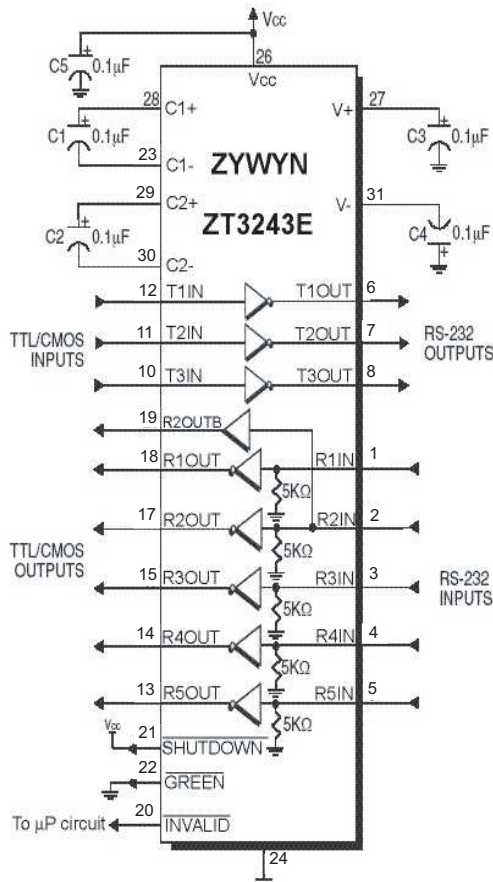 Vcc
C5
0.1µF
26
Vcc
28
C1+
V+
27
C1
0.1µF
C3
0.1µF
23
C1-
ZYWYN
29
C2+
V-
31
ZT3243E
C2
0.1µF
C4
0.1µF
30
C2-
12
T1IN
T1OUT
6
TTL/CMOS
INPUTS
11
T2IN
T2OUT
7
RS-232
OUTPUTS
10
T3IN
T3OUT
8
19
R2OUTB
18
R1OUT
R1IN
1
5KΩ
17
R2OUT
R2IN
2
5KΩ
TTL/CMOS
OUTPUTS
15
R3OUT
R3IN
3
RS-232
INPUTS
5KΩ
14
R4OUT
R4IN
4
5KΩ
13
R5OUT
R5IN
5
5KΩ
Vcc
21
SHUTDOWN
22
GREEN
20
To µP circuit
INVALID
24